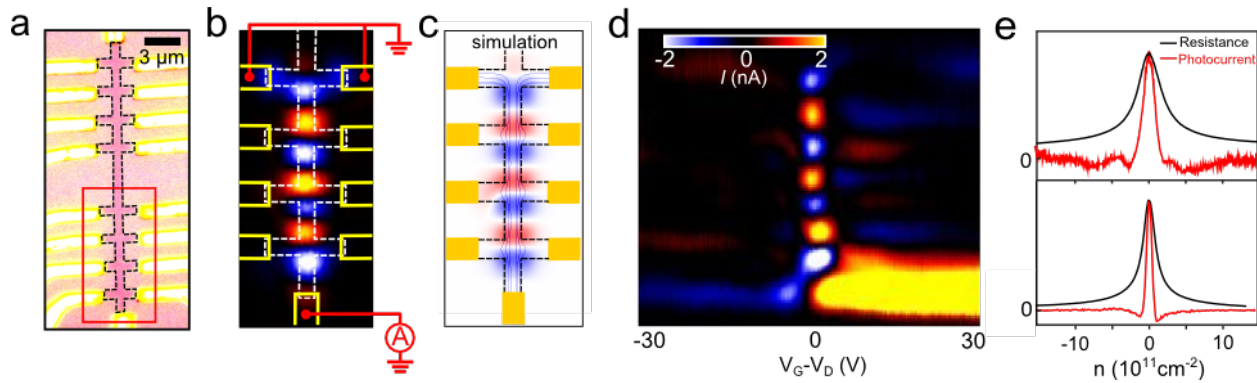 a
3 μm
b
A
c
simulation
d
-2 0 2
I (nA)
-30 0 30
V_G-V_D (V)
e
Resistance
Photocurrent
0
0
-10 0 10
n (10^11cm^-2)